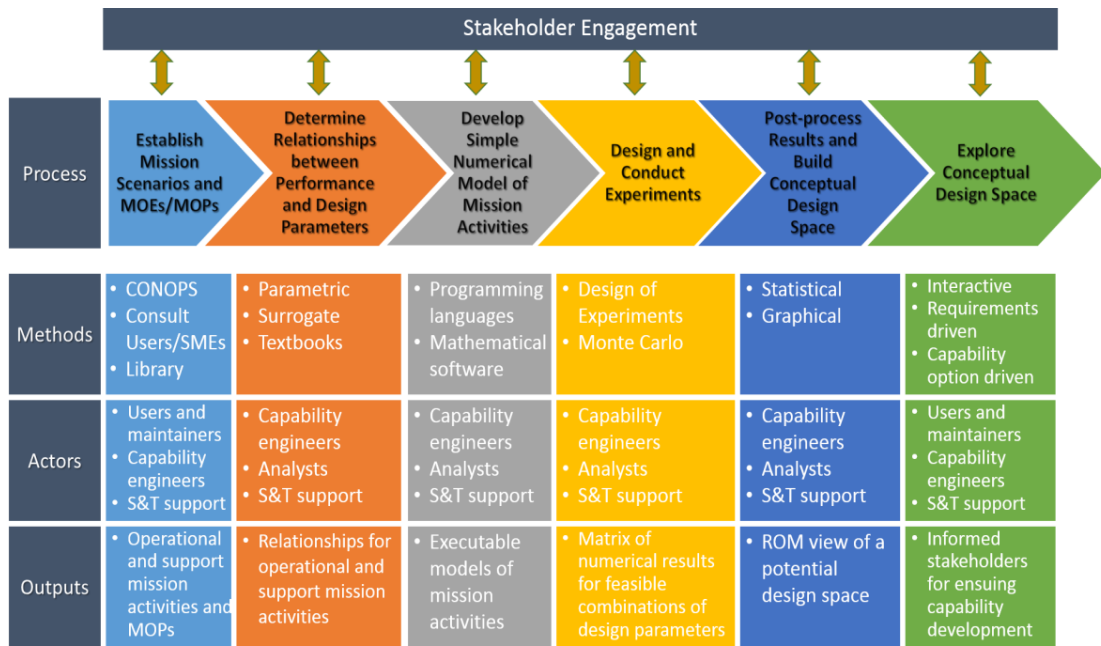 Stakeholder Engagement
Process
Establish
Mission
Scenarios and
MOEs/MOPs
Determine
Relationships
between
Performance
and Design
Parameters
Develop
Simple
Numerical
Model of
Mission
Activities
Design and
Conduct
Experiments
Post-process
Results and
Build
Conceptual
Design
Space
Explore
Conceptual
Design Space
Methods
• CONOPS
• Consult
Users/SMEs
• Library
• Parametric
• Surrogate
• Textbooks
• Programming
languages
• Mathematical
software
• Design of
Experiments
• Monte Carlo
• Statistical
• Graphical
• Interactive
• Requirements
driven
• Capability
option driven
Actors
• Users and
maintainers
• Capability
engineers
• S&T support
• Capability
engineers
• Analysts
• S&T support
• Capability
engineers
• Analysts
• S&T support
• Capability
engineers
• Analysts
• S&T support
• Capability
engineers
• Analysts
• S&T support
• Users and
maintainers
• Capability
engineers
• S&T support
Outputs
• Operational
and support
mission
activities and
MOPs
• Relationships for
operational and
support mission
activities
• Executable
models of
mission
activities
• Matrix of
numerical results
for feasible
combinations of
design parameters
• ROM view of a
potential
design space
• Informed
stakeholders
for ensuing
capability
development